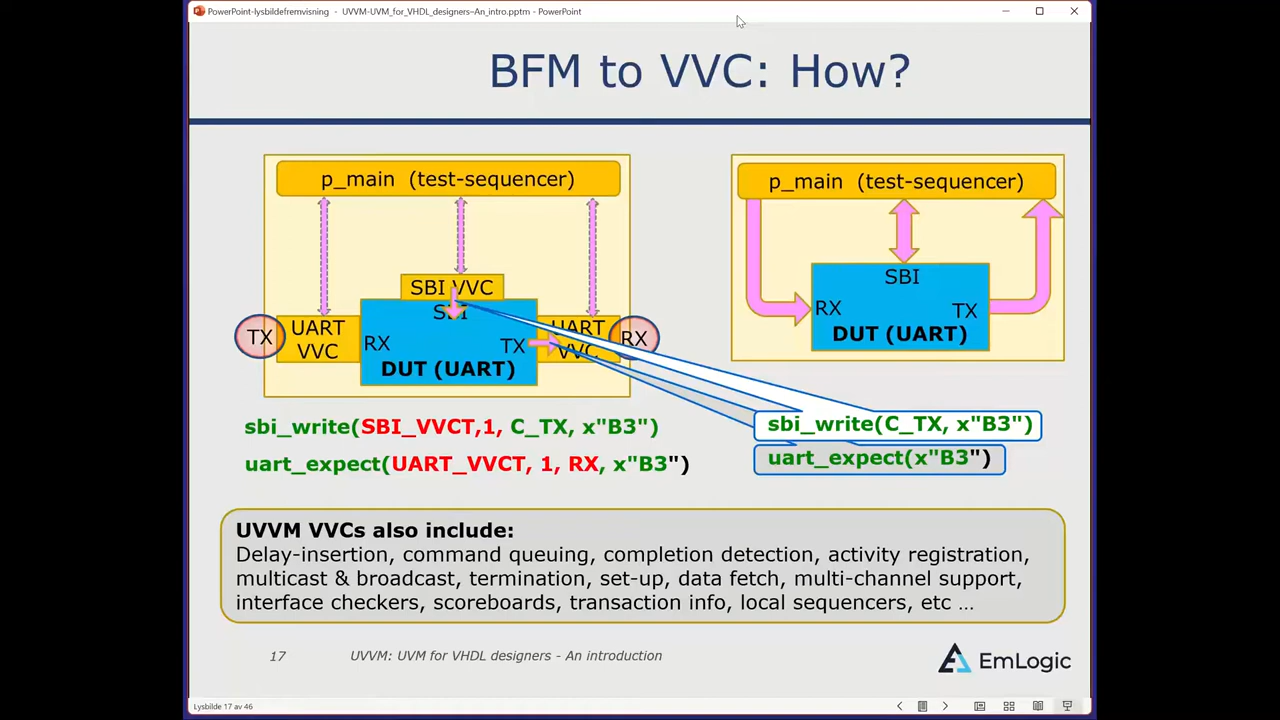 PowerPoint-lysbildefremvisning - UVVM-UVM_for_VHDL_designers–An_intro.pptm - PowerPoint
BFM to VVC: How?
p_main (test-sequencer)
SBI VVC
SBI
TX
UART
VVC
RX
TX
DUT (UART)
UART
VVC
RX
p_main (test-sequencer)
SBI
RX
TX
DUT (UART)
sbi_write(SBI_VVCT,1, C_TX, x"B3")
uart_expect(UART_VVCT, 1, RX, x"B3")
sbi_write(C_TX, x"B3")
uart_expect(x"B3")
UVVM VVCs also include:
Delay-insertion, command queuing, completion detection, activity registration,
multicast & broadcast, termination, set-up, data fetch, multi-channel support,
interface checkers, scoreboards, transaction info, local sequencers, etc …
17
UVVM: UVM for VHDL designers - An introduction
EmLogic
Lysbilde 17 av 46